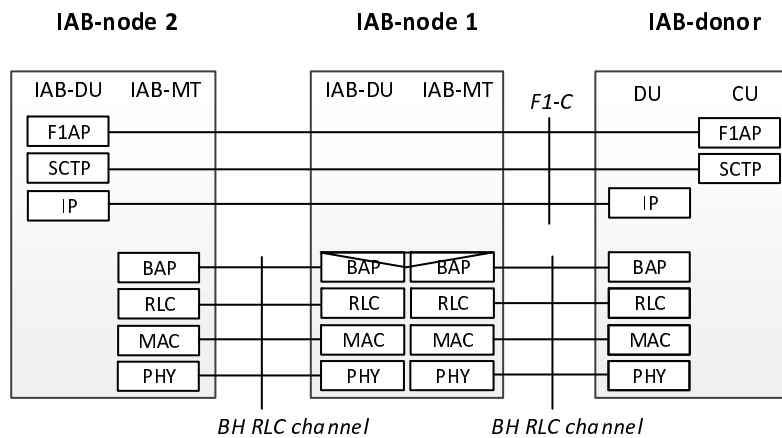 IAB-node 2 IAB-node 1 IAB-donor
IAB-DU IAB-MT IAB-DU IAB-MT F1-C DU CU
F1AP F1AP
SCTP SCTP
IP IP
BAP BAP BAP BAP
RLC RLC RLC RLC
MAC MAC MAC MAC
PHY PHY PHY PHY
BH RLC channel BH RLC channel